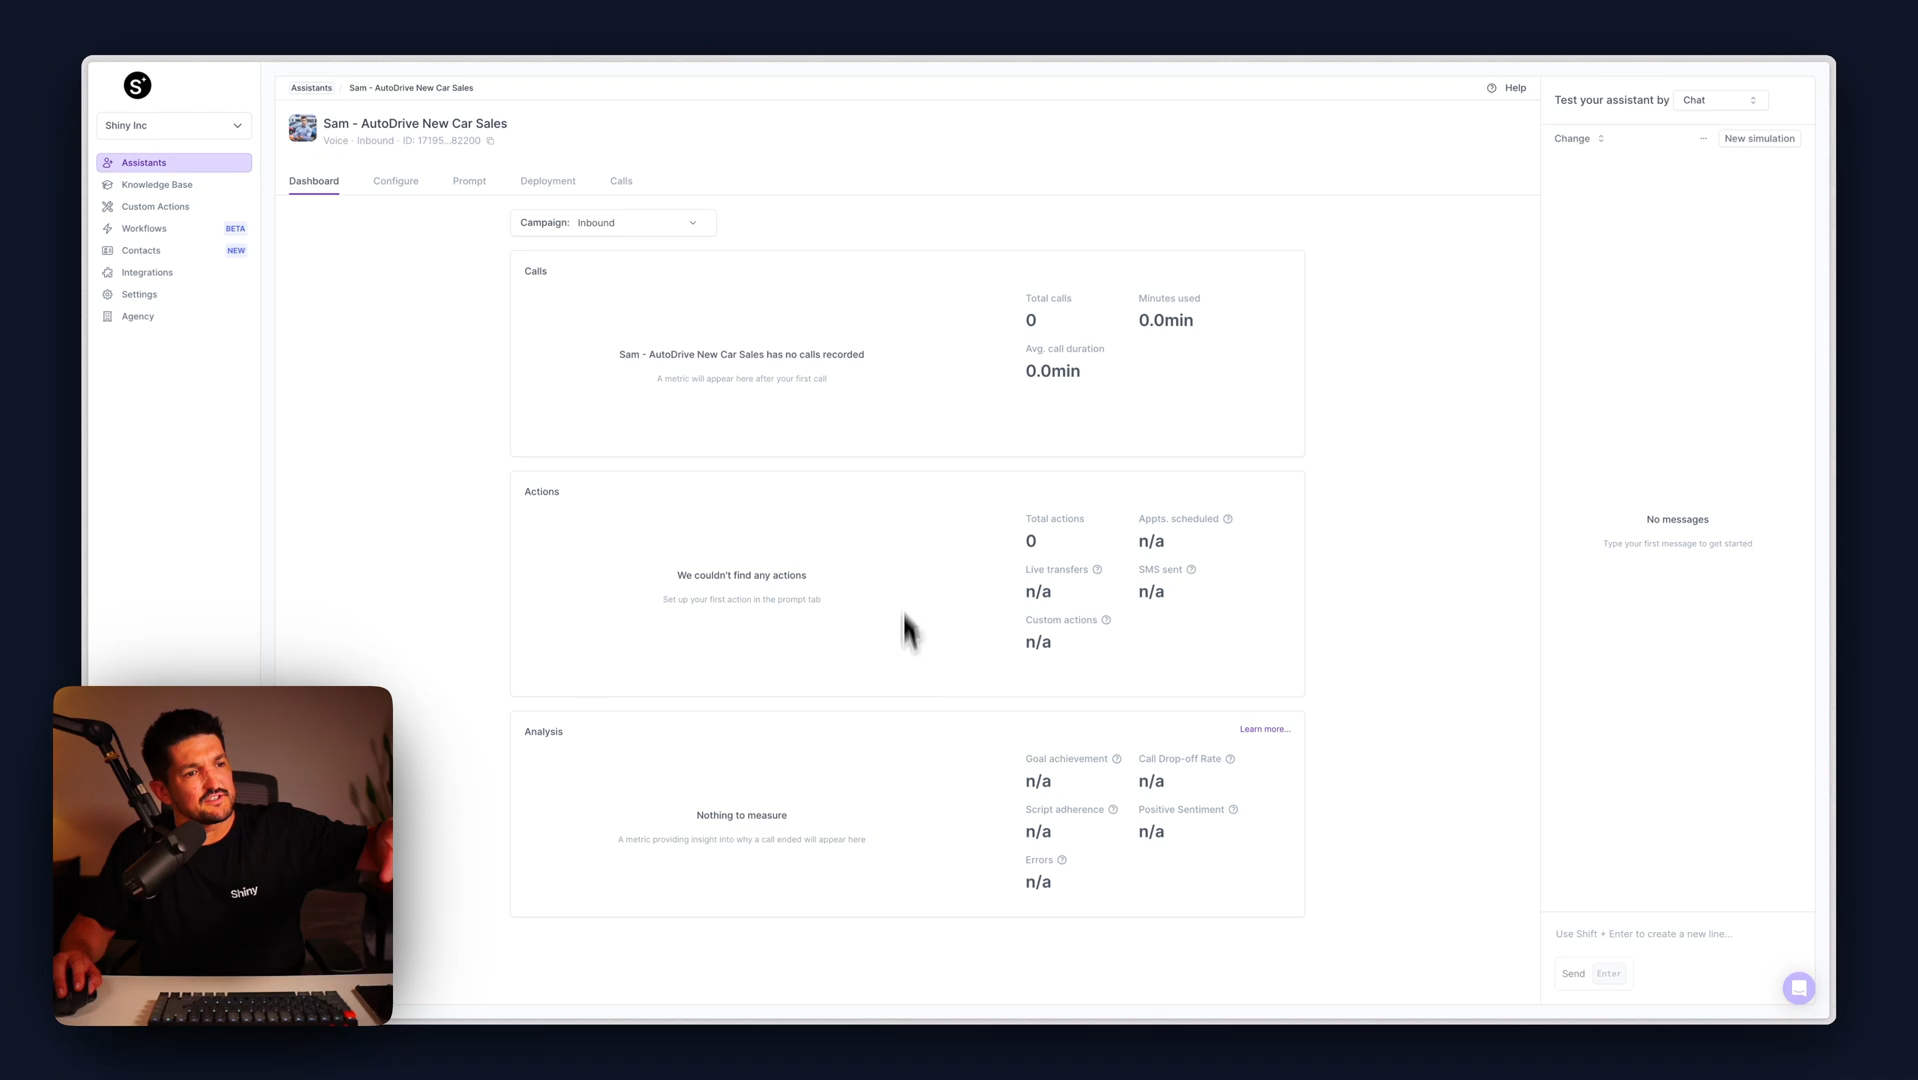 S+
Shiny Inc
Assistants
Knowledge Base
Custom Actions
Workflows BETA
Contacts NEW
Integrations
Settings
Agency
Assistants / Sam - AutoDrive New Car Sales
Help
Sam - AutoDrive New Car Sales
Voice · Inbound · ID: 17195...82200
Dashboard Configure Prompt Deployment Calls
Campaign: Inbound
Calls
Sam - AutoDrive New Car Sales has no calls recorded
A metric will appear here after your first call
Total calls Minutes used
0 0.0min
Avg. call duration
0.0min
Actions
We couldn't find any actions
Set up your first action in the prompt tab
Total actions Appts. scheduled
0 n/a
Live transfers SMS sent
n/a n/a
Custom actions
n/a
Analysis
Learn more...
Nothing to measure
A metric providing insight into why a call ended will appear here
Goal achievement Call Drop-off Rate
n/a n/a
Script adherence Positive Sentiment
n/a n/a
Errors
n/a
Test your assistant by Chat
Change ... New simulation
No messages
Type your first message to get started
Use Shift + Enter to create a new line...
Send Enter
Shiny